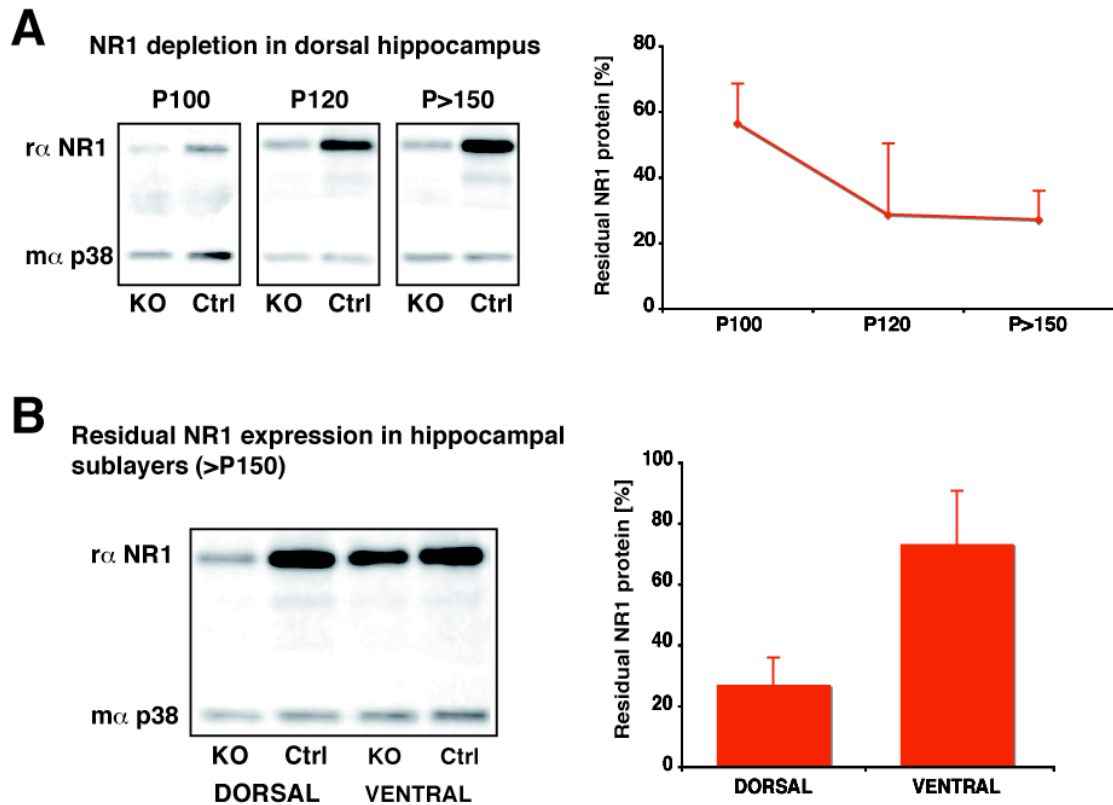 A
NR1 depletion in dorsal hippocampus
P100 P120 P>150
rα NR1
mα p38
KO Ctrl KO Ctrl KO Ctrl
Residual NR1 protein [%]
80
60
40
20
0
P100 P120 P>150
B
Residual NR1 expression in hippocampal
sublayers (>P150)
rα NR1
mα p38
KO Ctrl KO Ctrl
DORSAL VENTRAL
Residual NR1 protein [%]
100
80
60
40
20
0
DORSAL VENTRAL